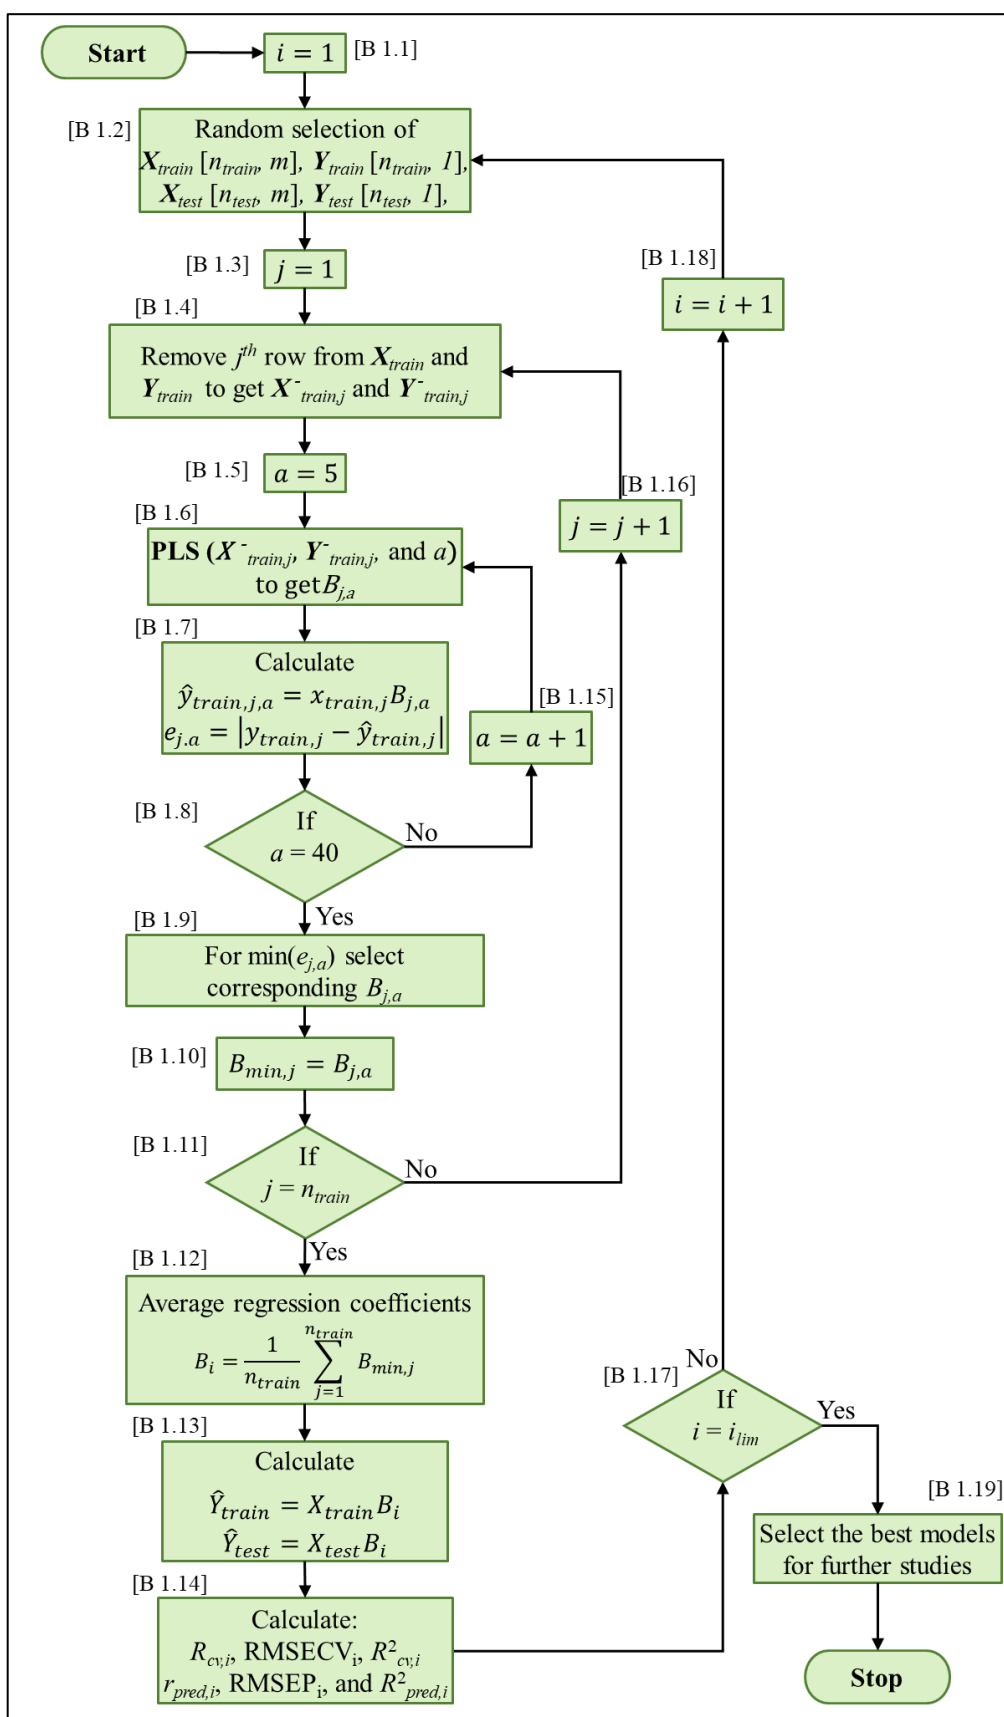 Start
i = 1
[B 1.1]
[B 1.2]
Random selection of
X_train [n_train, m], Y_train [n_train, 1],
X_test [n_test, m], Y_test [n_test, 1],
[B 1.3]
j = 1
[B 1.4]
Remove j^th row from X_train and
Y_train to get X^-_train,j and Y^-_train,j
[B 1.5]
a = 5
[B 1.6]
PLS (X^-_train,j, Y^-_train,j, and a)
to get B_j,a
[B 1.7]
Calculate
ŷ_train,j,a = x_train,j B_j,a
e_j.a = |y_train,j − ŷ_train,j|
[B 1.8]
If
a = 40
No
Yes
[B 1.15]
a = a + 1
[B 1.9]
For min(e_j,a) select
corresponding B_j,a
[B 1.10]
B_min,j = B_j,a
[B 1.11]
If
j = n_train
No
Yes
[B 1.16]
j = j + 1
[B 1.12]
Average regression coefficients
B_i = 1/n_train ∑_{j=1}^{n_train} B_min,j
[B 1.13]
Calculate
Ŷ_train = X_train B_i
Ŷ_test = X_test B_i
[B 1.14]
Calculate:
R_cv,i, RMSECV_i, R^2_cv,i
r_pred,i, RMSEP_i, and R^2_pred,i
[B 1.17]
If
i = i_lim
No
Yes
[B 1.18]
i = i + 1
[B 1.19]
Select the best models
for further studies
Stop